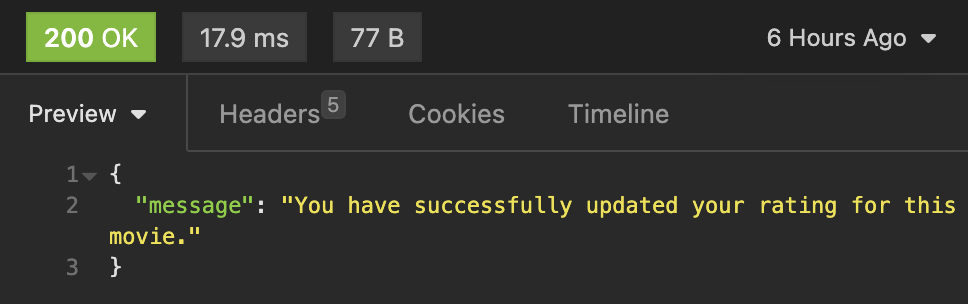 200 OK 17.9 ms 77 B 6 Hours Ago
Preview Headers 5 Cookies Timeline
1 {
2 "message": "You have successfully updated your rating for this
movie."
3 }